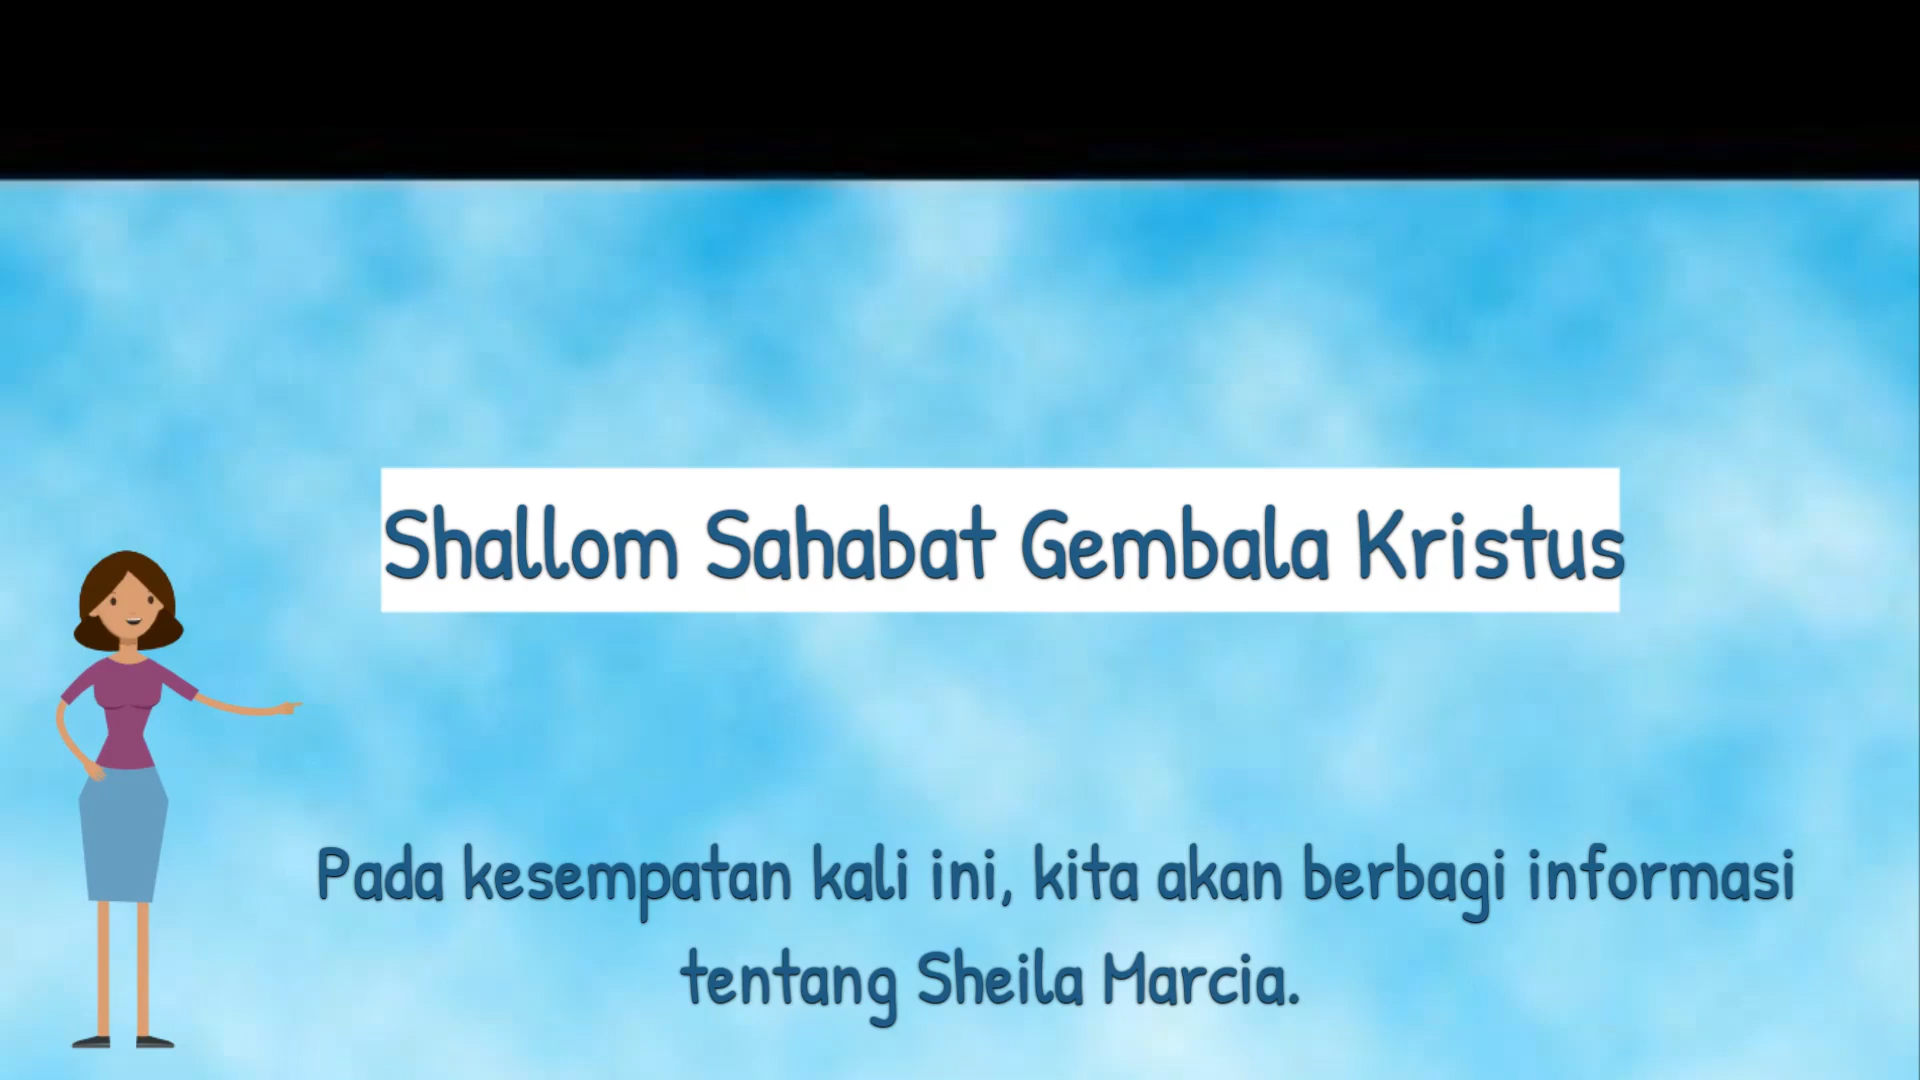 Shallom Sahabat Gembala Kristus
Pada kesempatan kali ini, kita akan berbagi informasi
tentang Sheila Marcia.